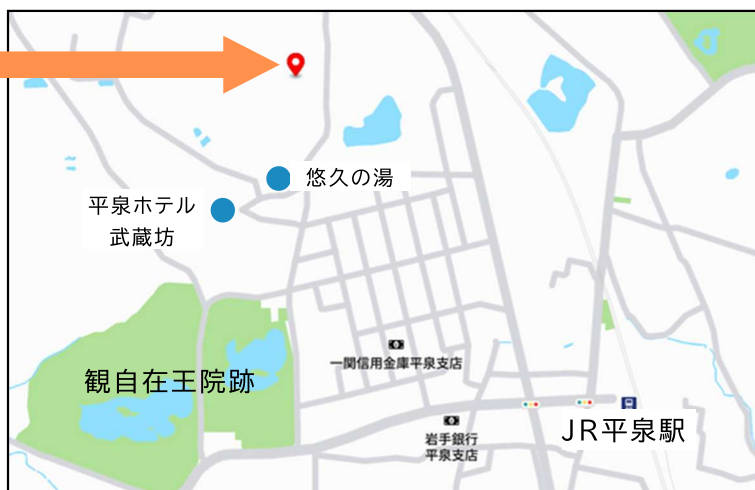 悠久の湯
平泉ホテル
武蔵坊
一関信用金庫平泉支店
観自在王院跡
岩手銀行
平泉支店
JR平泉駅